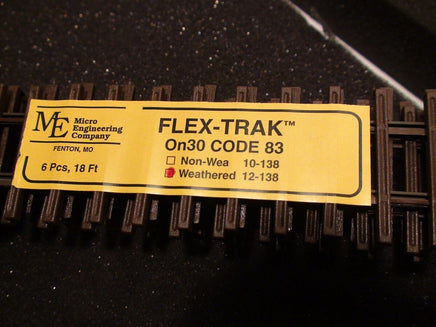 ME Micro
Engineering
Company
FENTON, MO
6 Pcs, 18 Ft
FLEX-TRAK™
On30 CODE 83
Non-Wea 10-138
Weathered 12-138